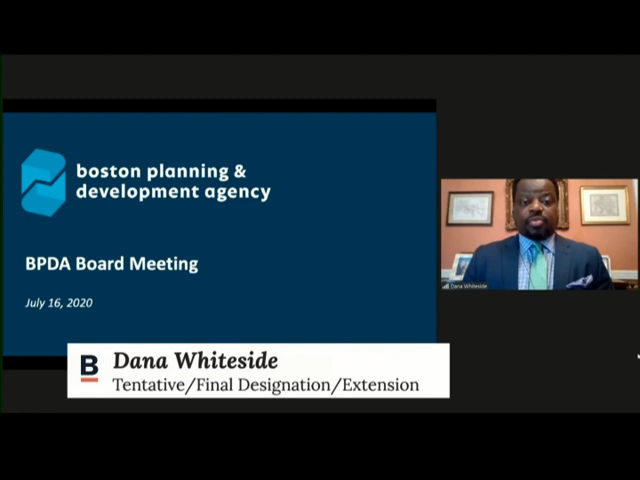 boston planning &
development agency
BPDA Board Meeting
July 16, 2020
Dana Whiteside
B
Dana Whiteside
Tentative/Final Designation/Extension